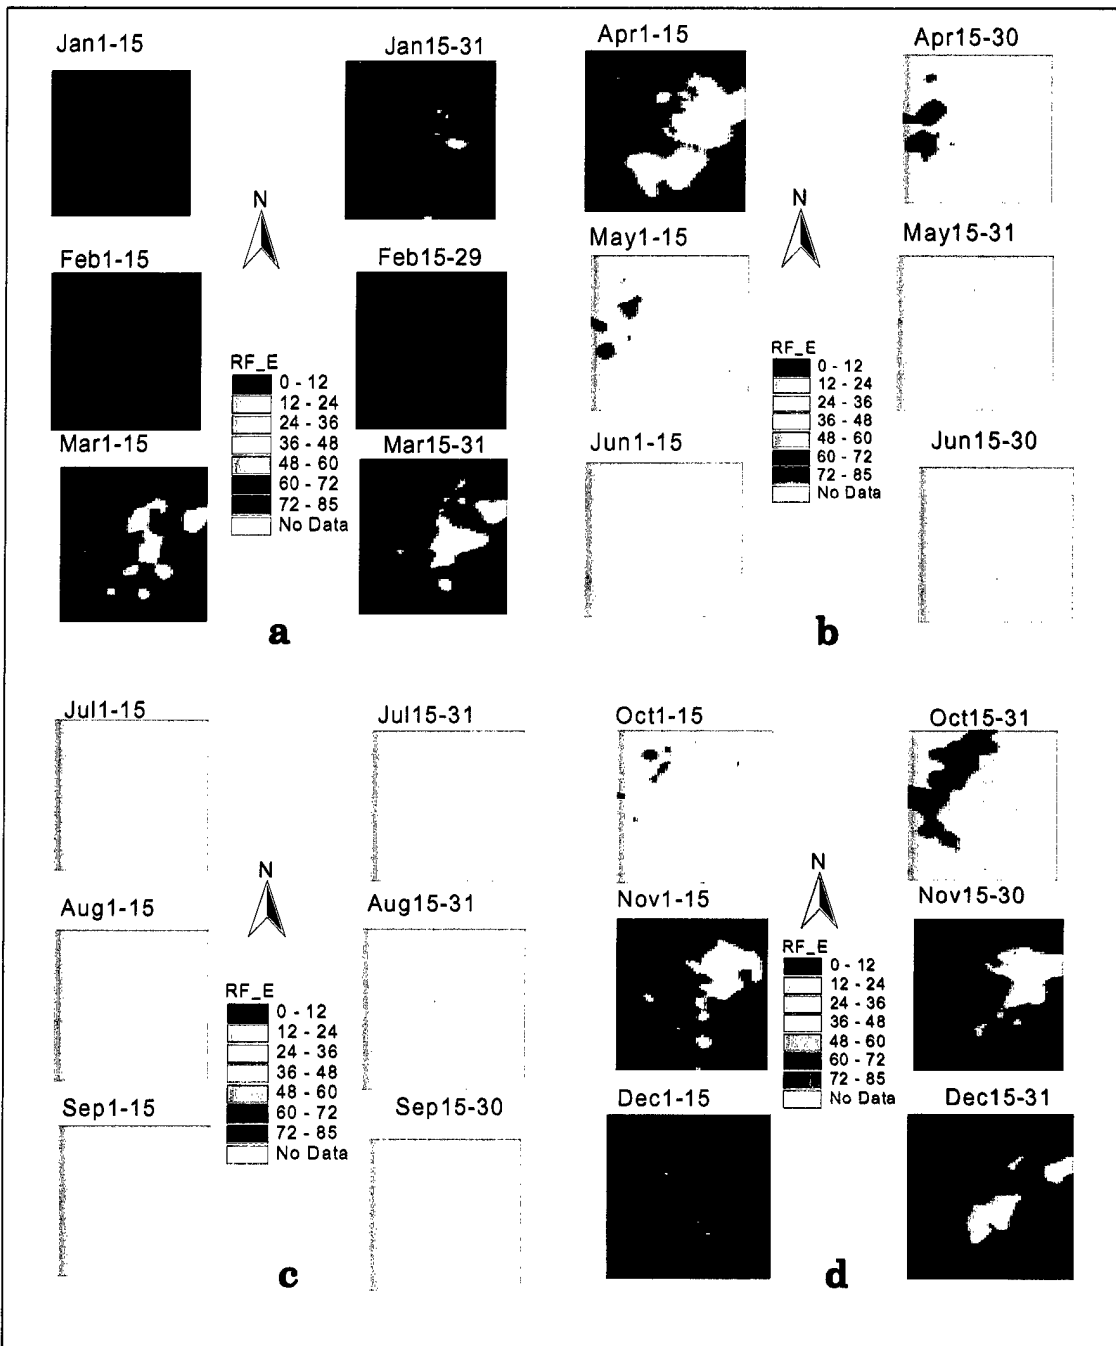 Jan1-15
Jan15-31
N
Feb1-15
Feb15-29
RF_E
0 - 12
12 - 24
24 - 36
36 - 48
48 - 60
60 - 72
72 - 85
No Data
Mar1-15
Mar15-31
a
Apr1-15
Apr15-30
N
May1-15
May15-31
RF_E
0 - 12
12 - 24
24 - 36
36 - 48
48 - 60
60 - 72
72 - 85
No Data
Jun1-15
Jun15-30
b
Jul1-15
Jul15-31
N
Aug1-15
Aug15-31
RF_E
0 - 12
12 - 24
24 - 36
36 - 48
48 - 60
60 - 72
72 - 85
No Data
Sep1-15
Sep15-30
c
Oct1-15
Oct15-31
N
Nov1-15
Nov15-30
RF_E
0 - 12
12 - 24
24 - 36
36 - 48
48 - 60
60 - 72
72 - 85
No Data
Dec1-15
Dec15-31
d